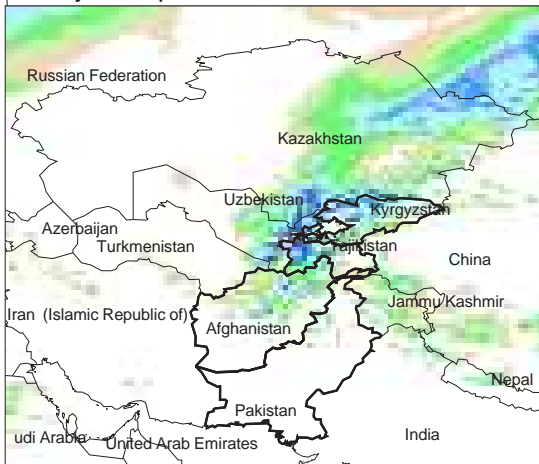 Russian Federation
Kazakhstan
Uzbekistan
Kyrgyzstan
Azerbaijan
Turkmenistan
Tajikistan
China
Iran (Islamic Republic of)
Jammu/Kashmir
Afghanistan
Nepal
Pakistan
udi Arabia
United Arab Emirates
India